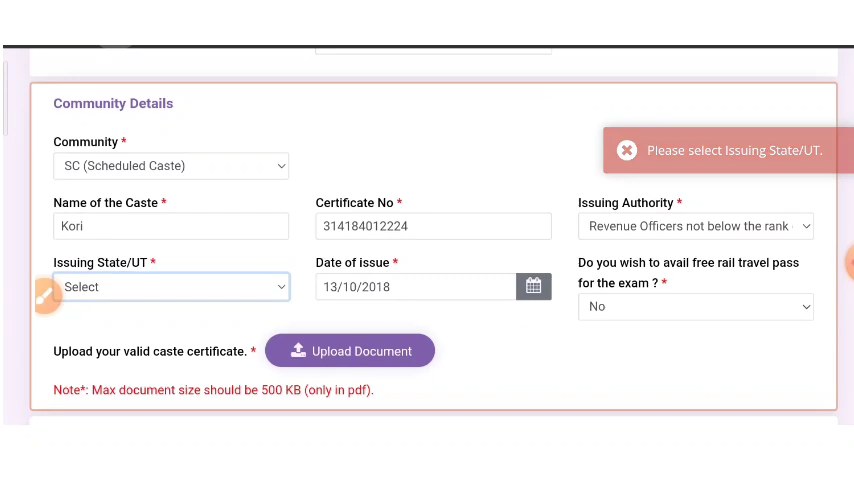 Community Details
Community *
SC (Scheduled Caste)
Please select Issuing State/UT.
Name of the Caste *
Certificate No *
Issuing Authority *
Kori
314184012224
Revenue Officers not below the rank
Issuing State/UT *
Date of issue *
Do you wish to avail free rail travel pass
for the exam ? *
Select
13/10/2018
No
Upload your valid caste certificate. *
Upload Document
Note*: Max document size should be 500 KB (only in pdf).